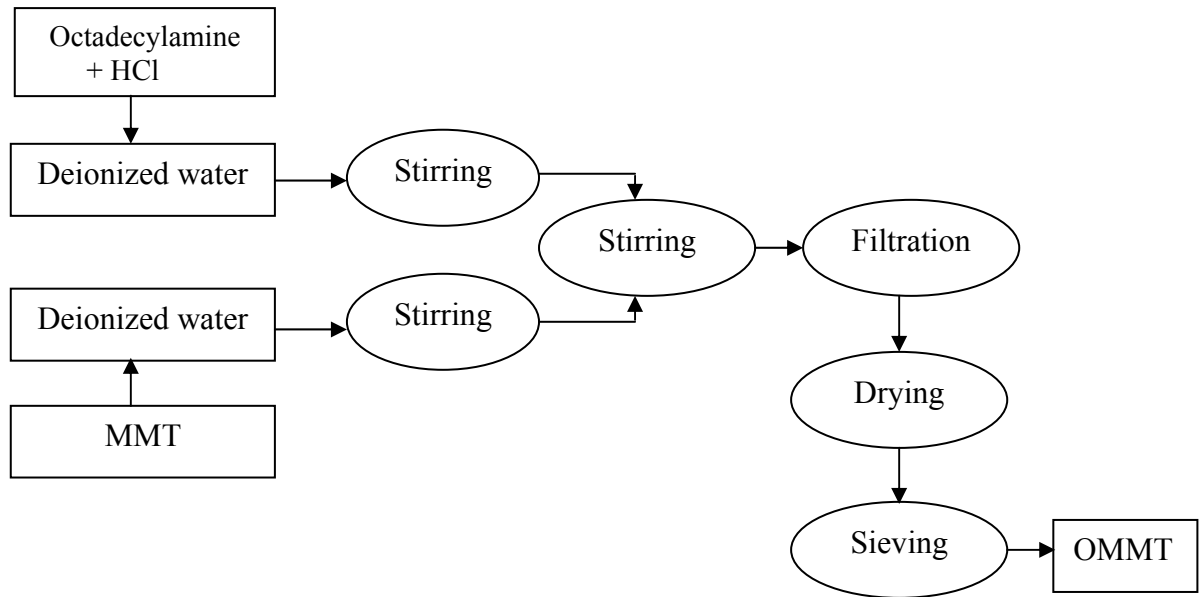 Octadecylamine
+ HCl
Deionized water
Stirring
Stirring
Filtration
Deionized water
Stirring
Drying
MMT
Sieving
OMMT